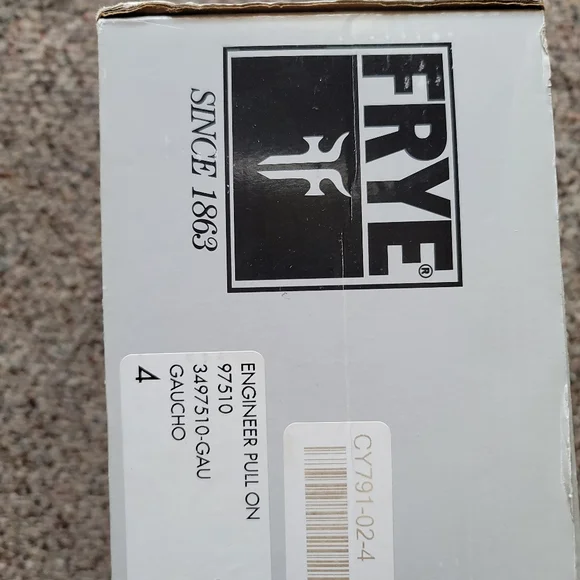 FRYE®
SINCE 1863
ENGINEER PULL ON
97510
3497510-GAU
GAUCHO
4
CY791-02-4